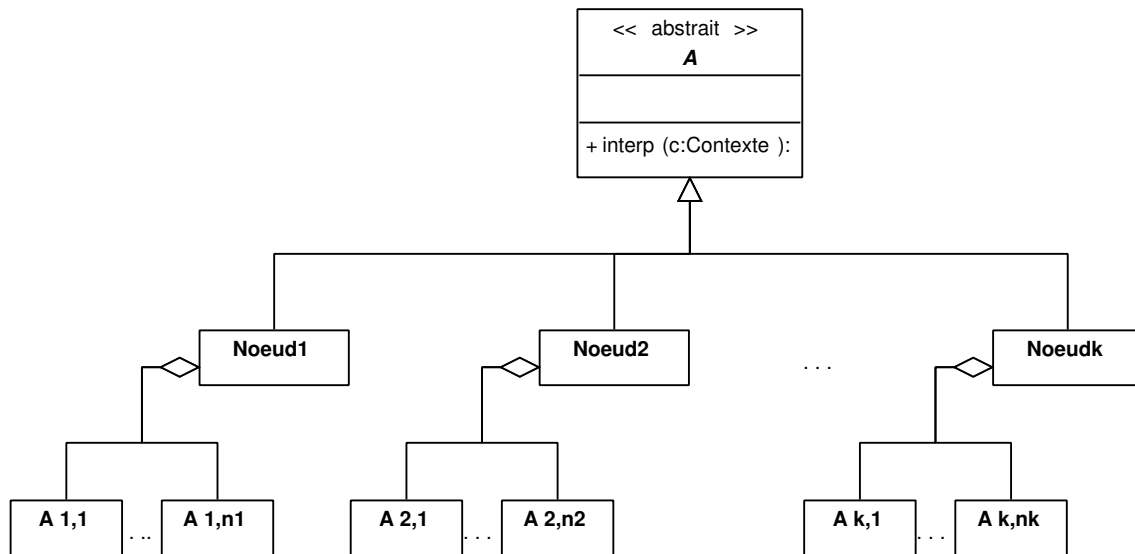 << abstrait >>
A
+ interp (c:Contexte ):
Noeud1
Noeud2
. . .
Noeudk
A 1,1
. ..
A 1,n1
A 2,1
. . .
A 2,n2
A k,1
. . .
A k,nk